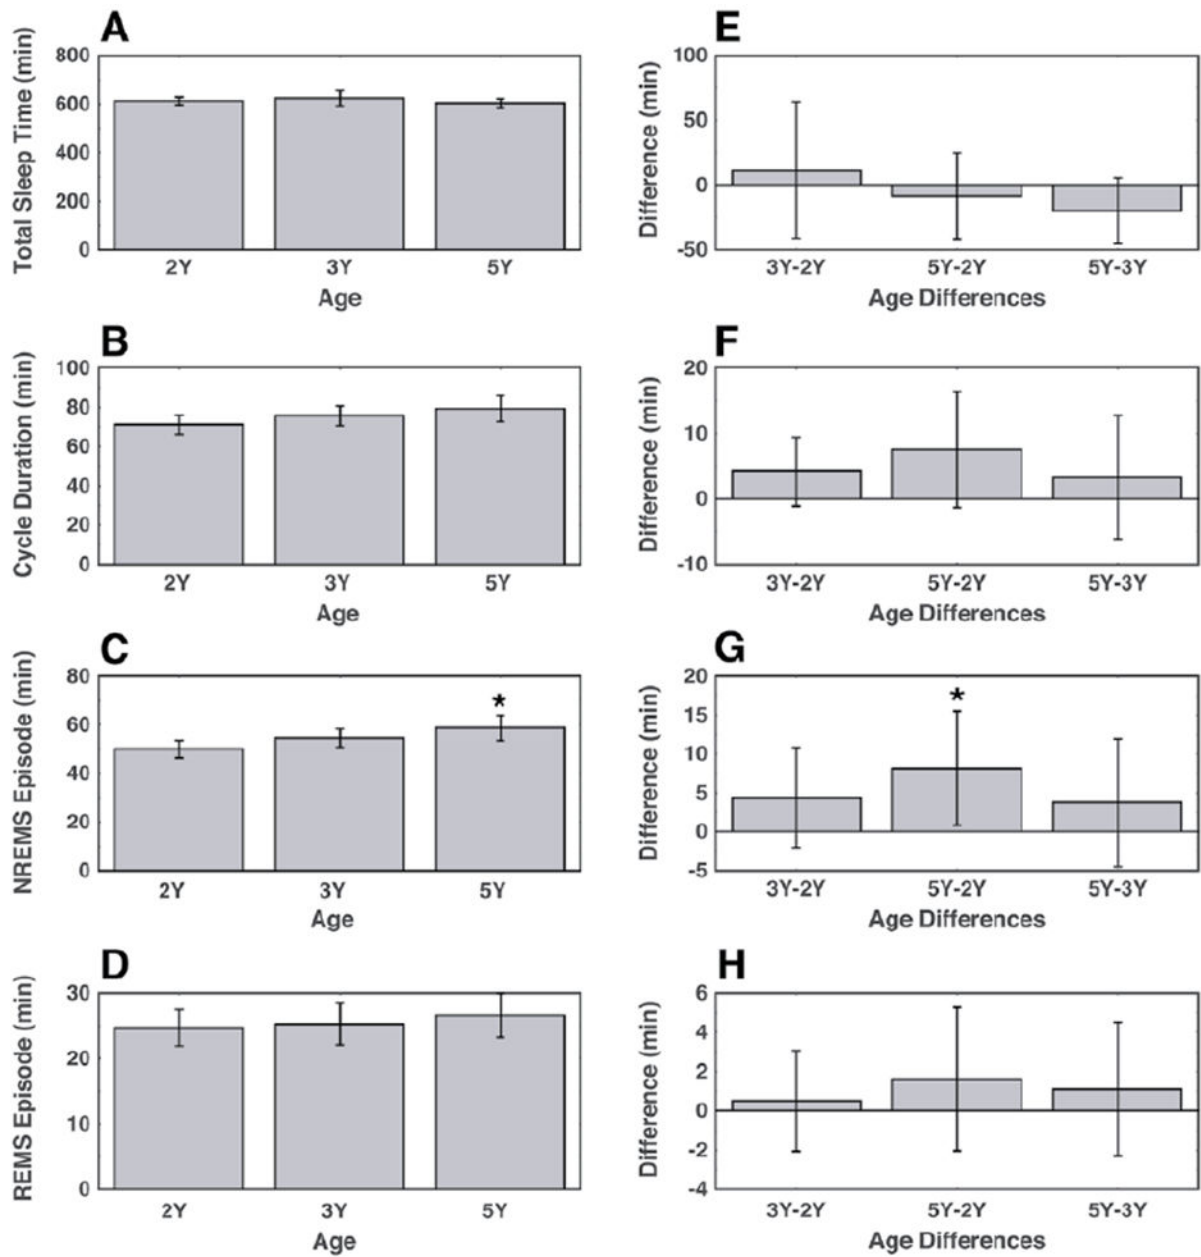 A
Total Sleep Time (min)
800
600
400
200
0
2Y 3Y 5Y
Age
E
Difference (min)
100
50
0
-50
3Y-2Y 5Y-2Y 5Y-3Y
Age Differences
B
Cycle Duration (min)
100
80
60
40
20
0
2Y 3Y 5Y
Age
F
Difference (min)
20
10
0
-10
3Y-2Y 5Y-2Y 5Y-3Y
Age Differences
C
NREMS Episode (min)
80
60
40
20
0
*
2Y 3Y 5Y
Age
G
Difference (min)
20
15
10
5
0
-5
*
3Y-2Y 5Y-2Y 5Y-3Y
Age Differences
D
REMS Episode (min)
30
20
10
0
2Y 3Y 5Y
Age
H
Difference (min)
6
4
2
0
-2
-4
3Y-2Y 5Y-2Y 5Y-3Y
Age Differences